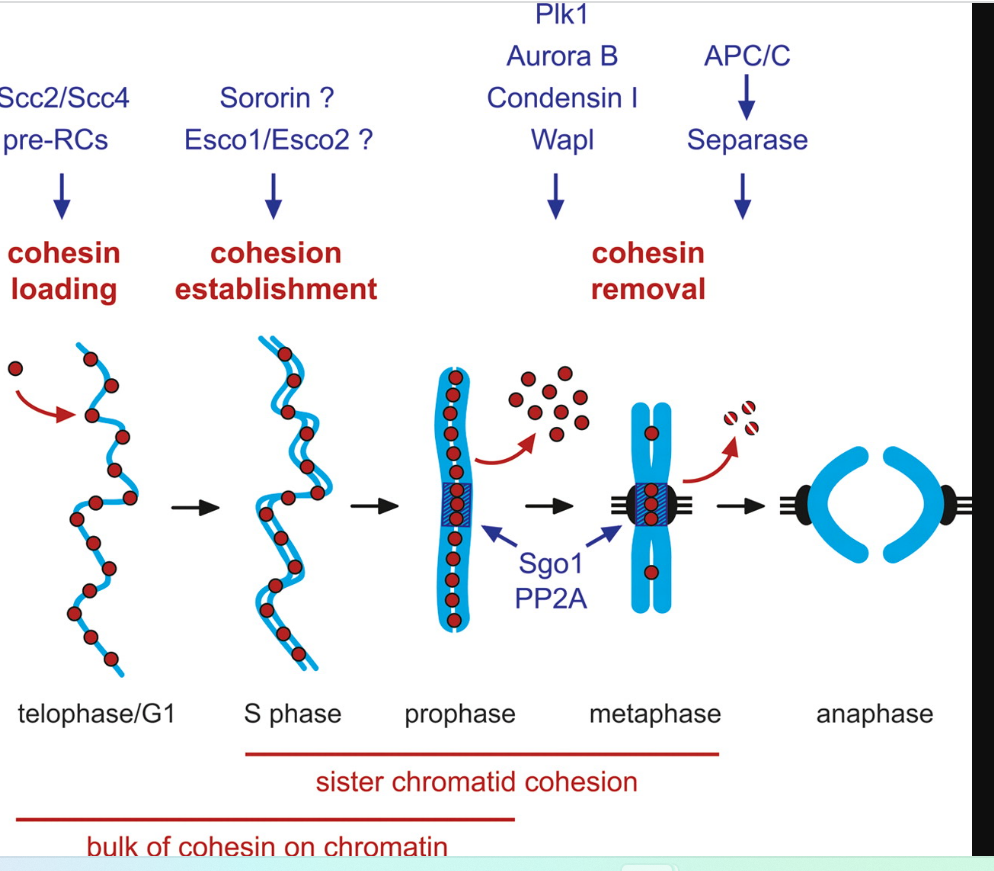 Plk1
Aurora B
APC/C
Scc2/Scc4
Sororin ?
Condensin I
pre-RCs
Esco1/Esco2 ?
Wapl
Separase
cohesin
loading
cohesion
establishment
cohesin
removal
Sgo1
PP2A
telophase/G1
S phase
prophase
metaphase
anaphase
sister chromatid cohesion
bulk of cohesin on chromatin